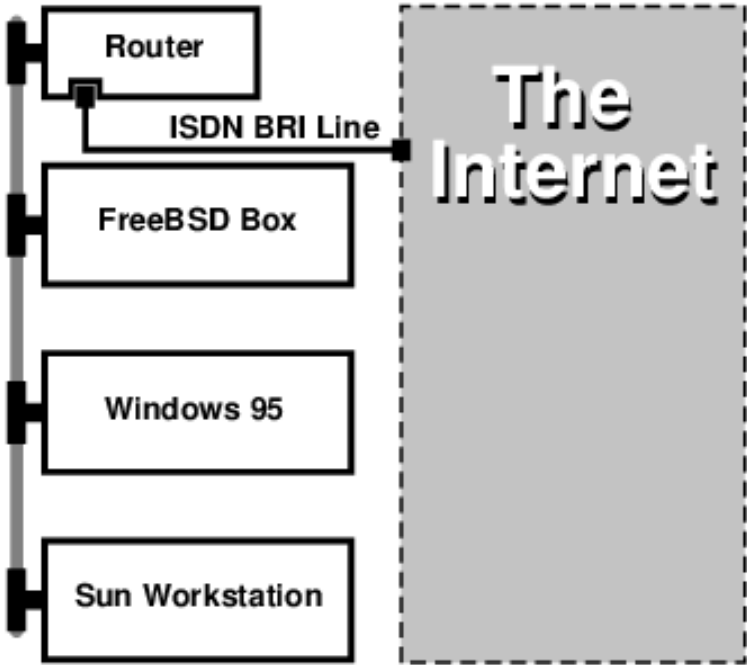 Router
ISDN BRI Line
The
Internet
FreeBSD Box
Windows 95
Sun Workstation